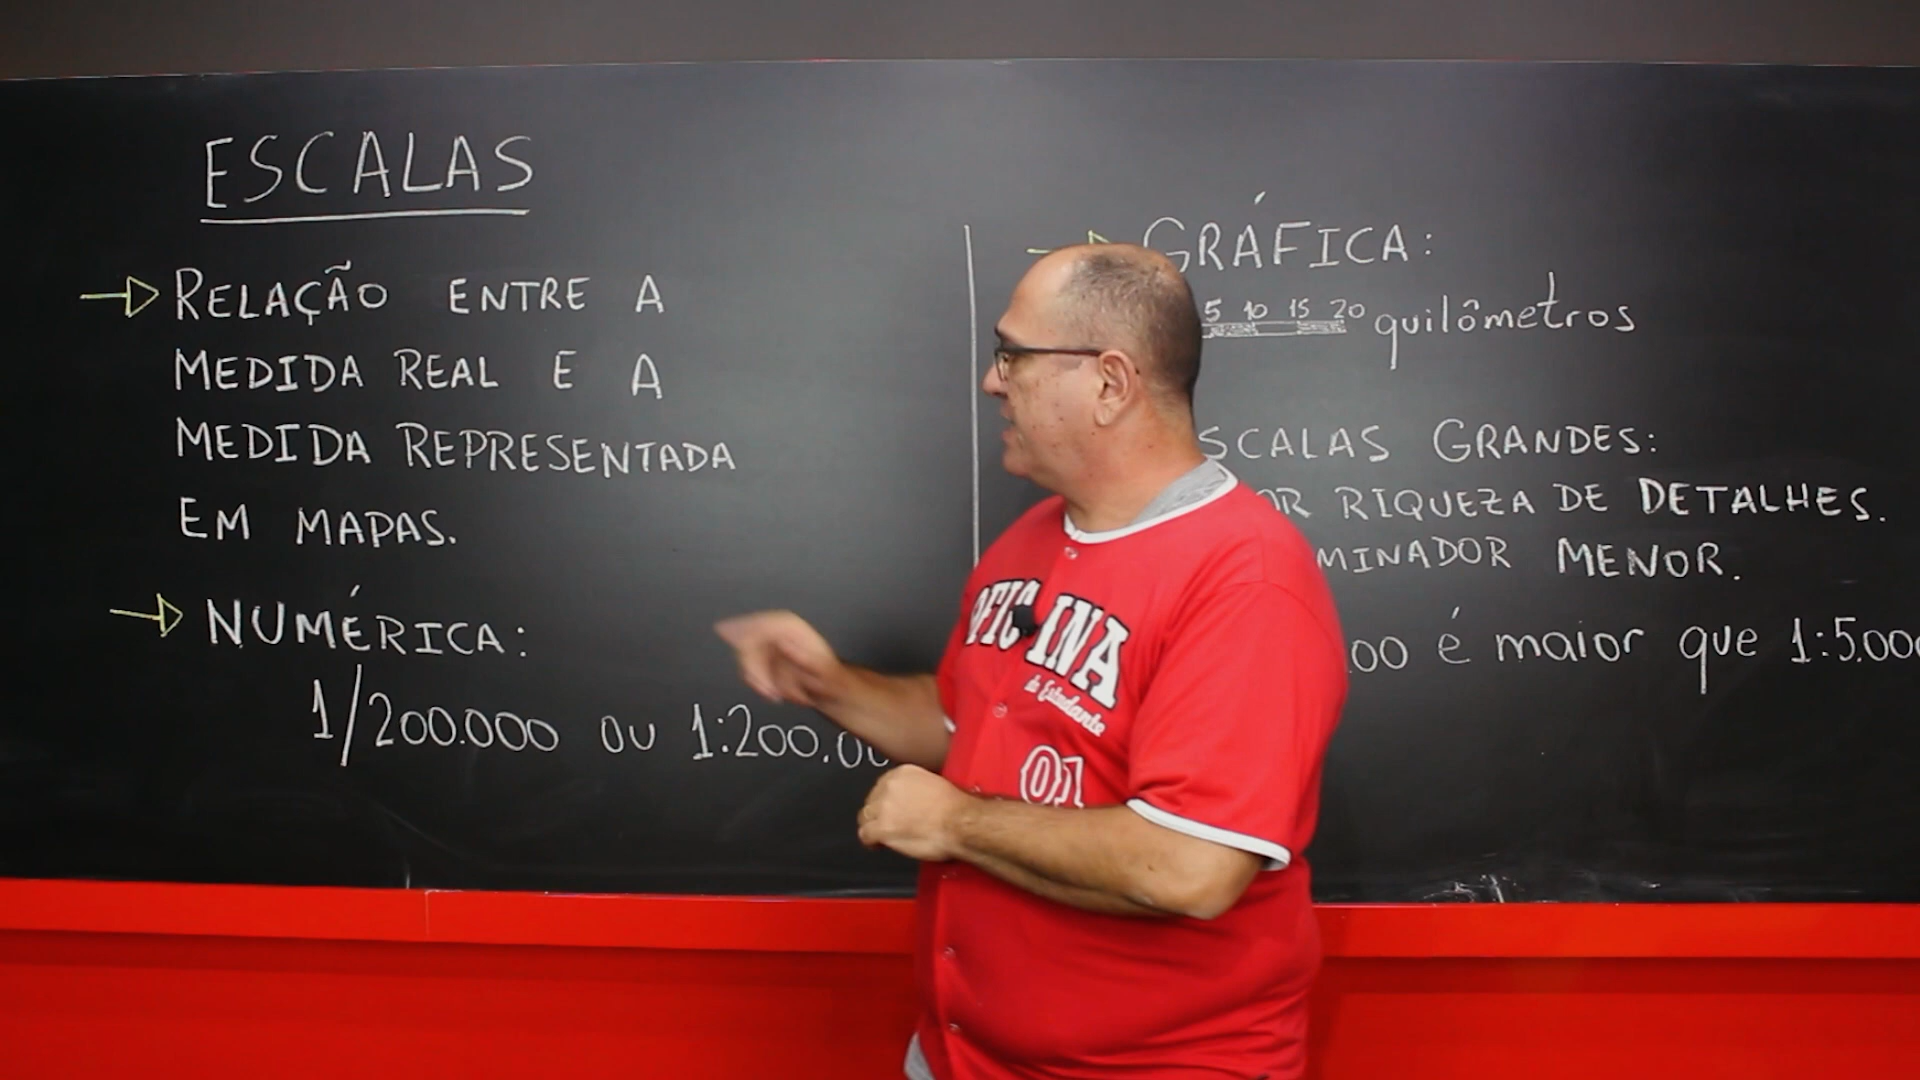 ESCALAS
RELAÇÃO ENTRE A
MEDIDA REAL E A
MEDIDA REPRESENTADA
EM MAPAS.
NUMÉRICA:
1/200.000 OU 1:200.00
GRÁFICA:
5 10 15 20 quilômetros
SCALAS GRANDES:
OR RIQUEZA DE DETALHES.
MINADOR MENOR.
.00 é maior que 1:5.000
OFICINA
do Estudante
01